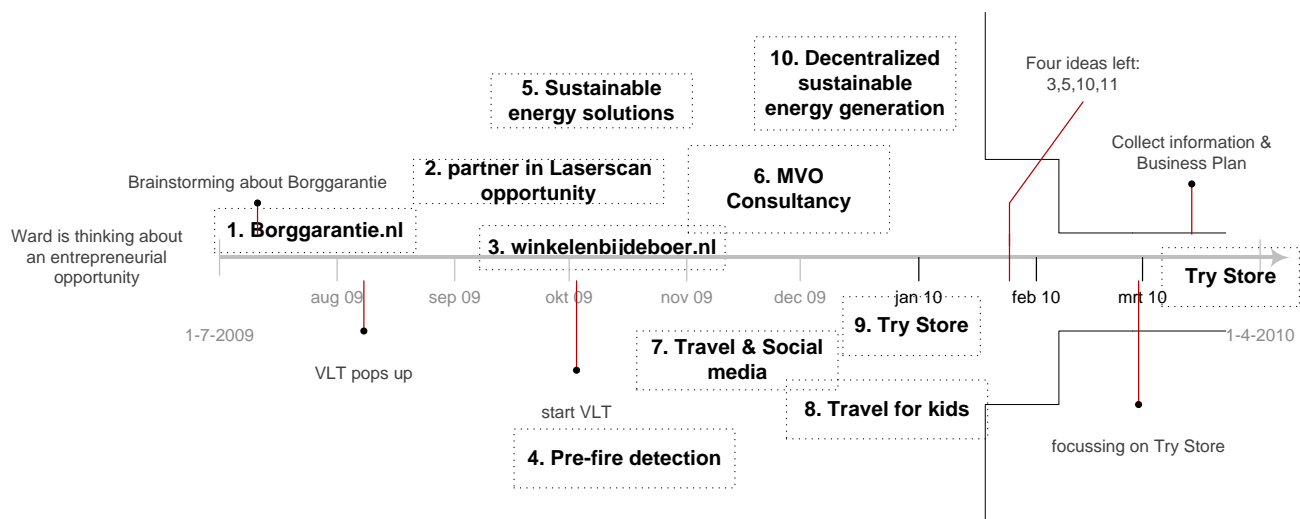 10. Decentralized
sustainable
energy generation
Four ideas left:
3,5,10,11
5. Sustainable
energy solutions
Collect information &
Business Plan
2. partner in Laserscan
opportunity
6. MVO
Consultancy
Brainstorming about Borggarantie
1. Borggarantie.nl
3. winkelenbijdeboer.nl
Ward is thinking about
an entrepreneurial
opportunity
Try Store
aug 09
sep 09
okt 09
nov 09
dec 09
jan 10
feb 10
mrt 10
1-7-2009
1-4-2010
9. Try Store
7. Travel & Social
media
VLT pops up
8. Travel for kids
start VLT
focussing on Try Store
4. Pre-fire detection